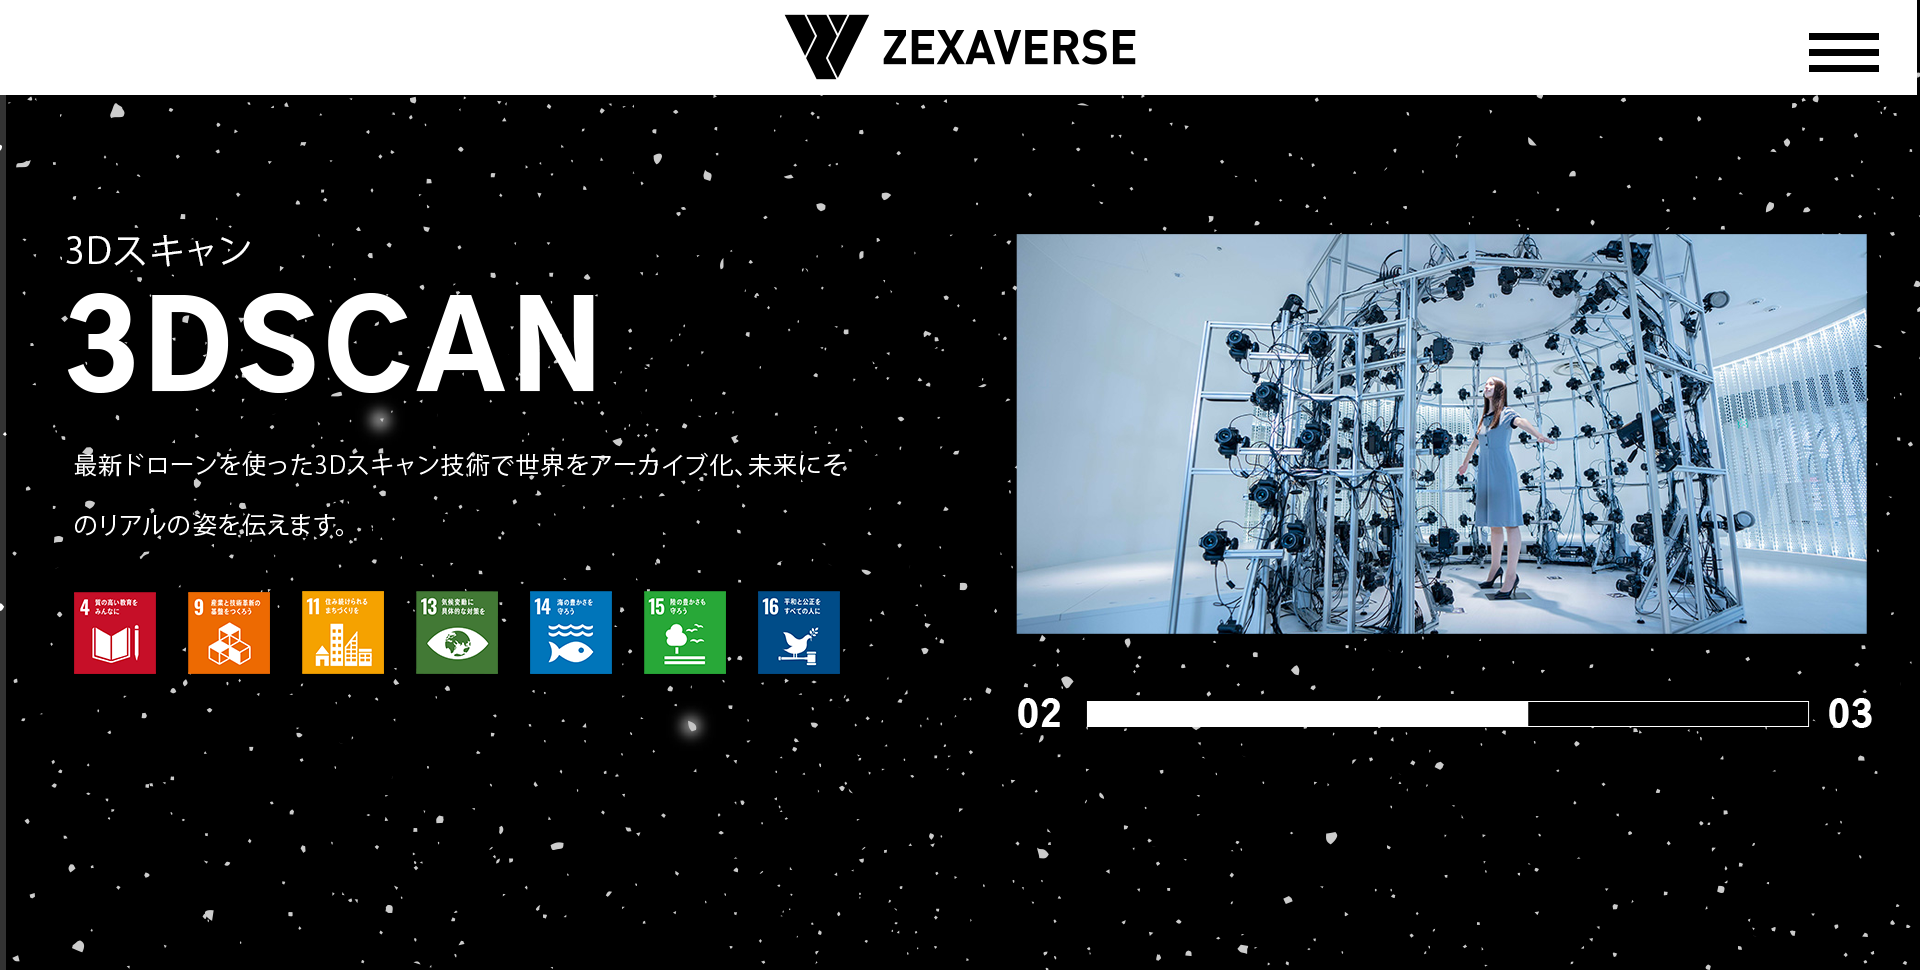 ZEXAVERSE
3Dスキャン
3DSCAN
最新ドローンを使った3Dスキャン技術で世界をアーカイブ化、未来にそ
のリアルの姿を伝えます。
4 質の高い教育を
みんなに
9 産業と技術革新の
基盤をつくろう
11 住み続けられる
まちづくりを
13 気候変動に
具体的な対策を
14 海の豊かさを
守ろう
15 陸の豊かさも
守ろう
16 平和と公正を
すべての人に
02
03